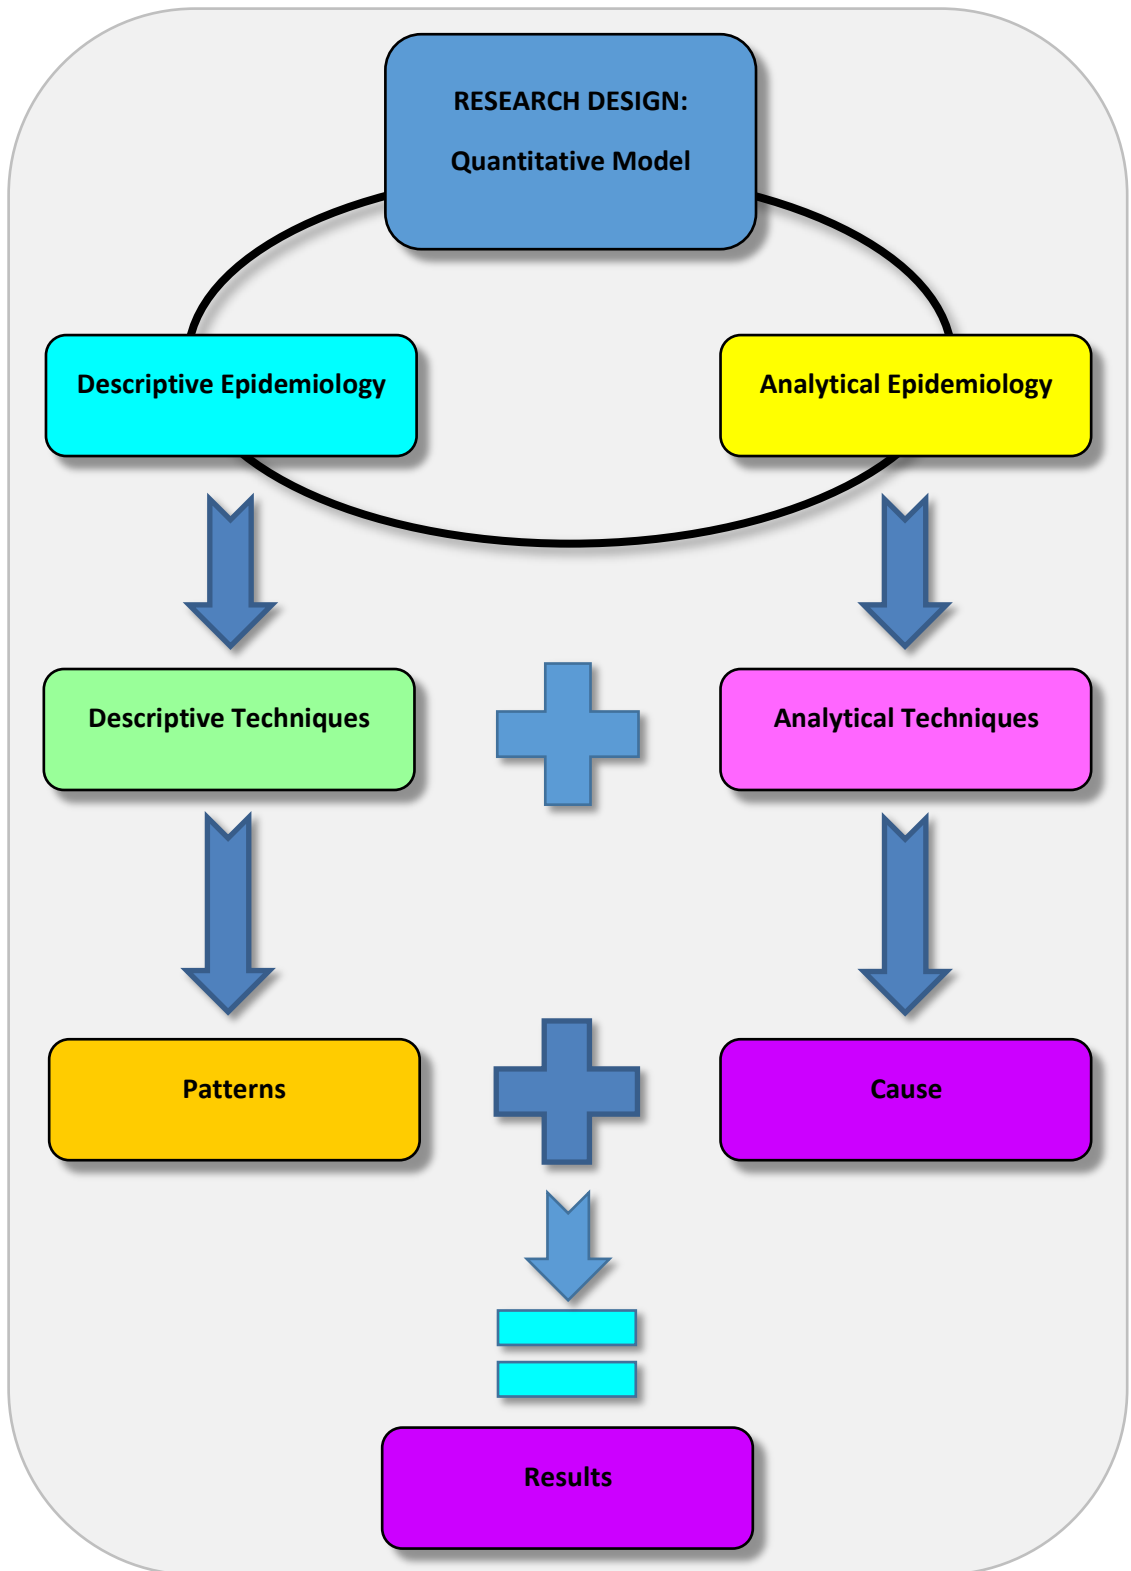 RESEARCH DESIGN:
Quantitative Model
Descriptive Epidemiology
Analytical Epidemiology
Descriptive Techniques
Analytical Techniques
Patterns
Cause
Results